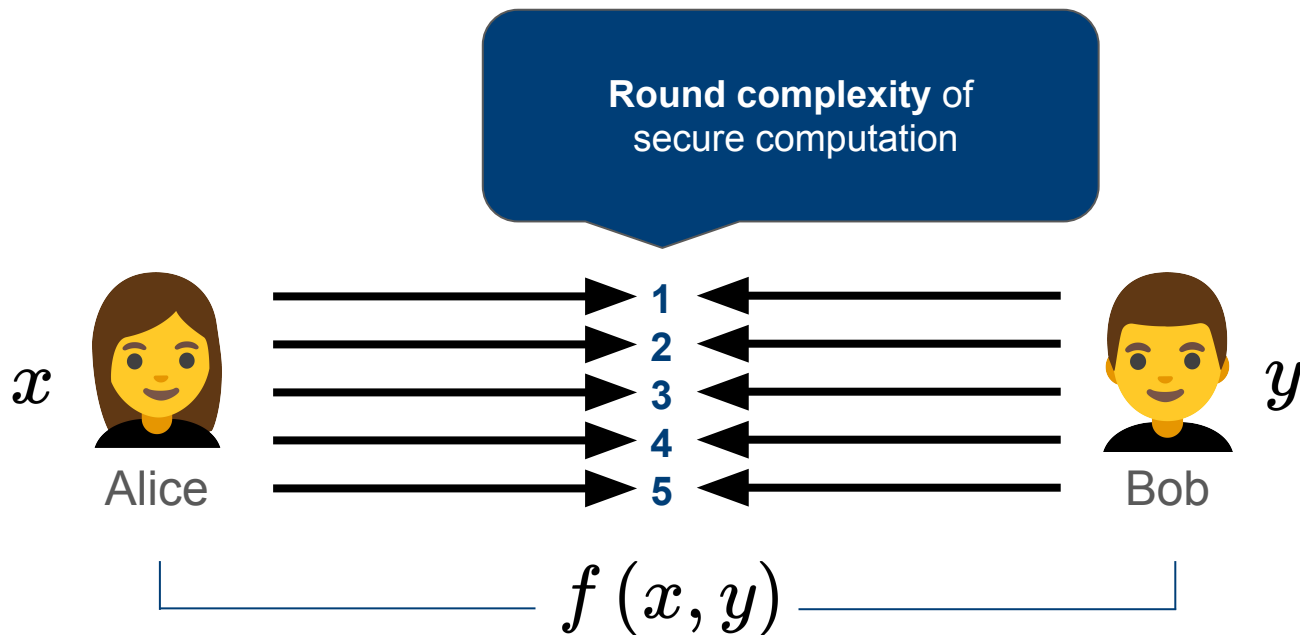 Round complexity of
secure computation
1
2
x
3
y
4
Alice
5
Bob
f (x, y)